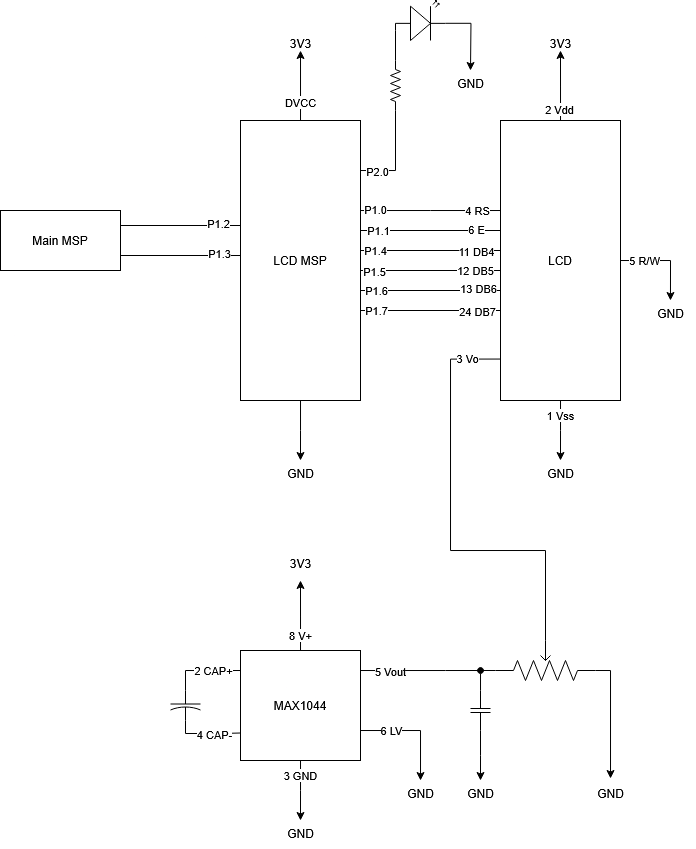 3V3
DVCC
GND
3V3
2 Vdd
P2.0
P1.2
P1.3
Main MSP
LCD MSP
P1.0
P1.1
P1.4
P1.5
P1.6
P1.7
4 RS
6 E
11 DB4
12 DB5
13 DB6
24 DB7
3 Vo
LCD
5 R/W
GND
1 Vss
GND
GND
3V3
8 V+
2 CAP+
4 CAP-
MAX1044
5 Vout
6 LV
3 GND
GND
GND
GND
GND